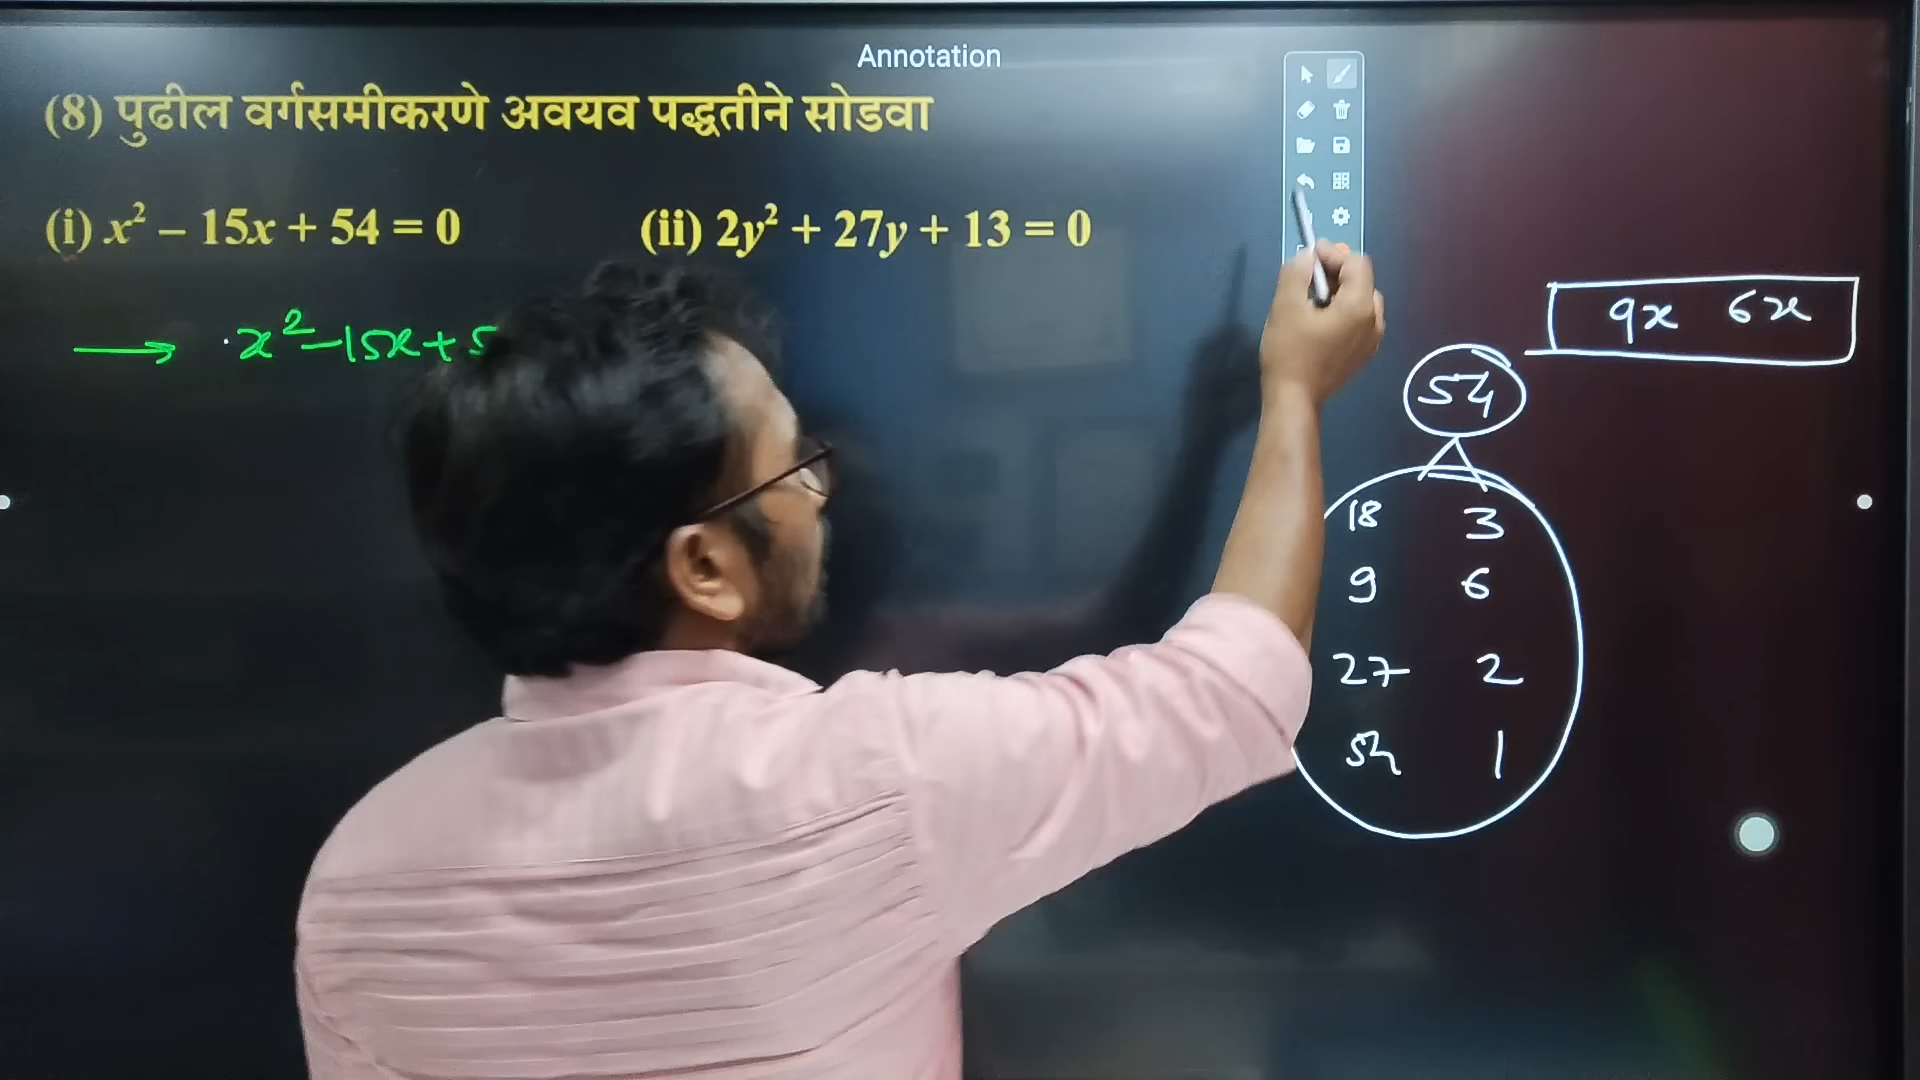 Annotation
(8) पुढील वर्गसमीकरणे अवयव पद्धतीने सोडवा
(i) x² – 15x + 54 = 0
(ii) 2y² + 27y + 13 = 0
x²-15x+5
9x 6x
54
18 3
9 6
27 2
54 1